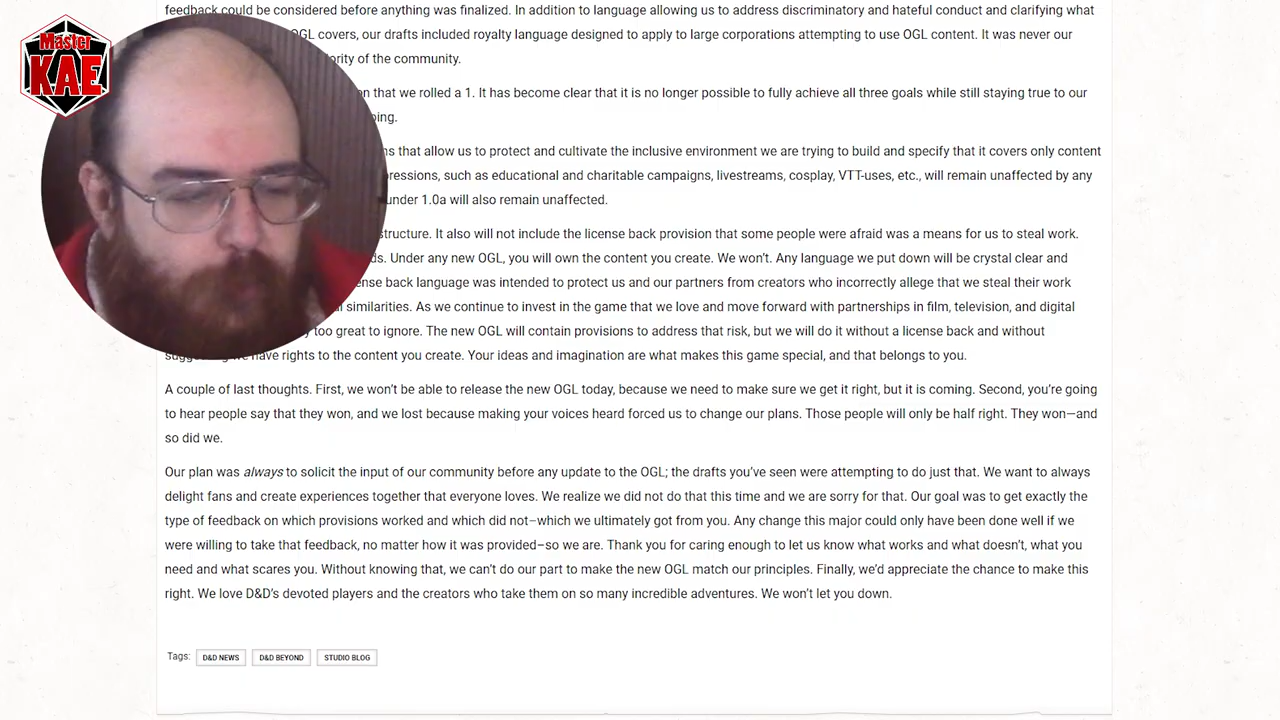 Master
KAE
feedback could be considered before anything was finalized. In addition to language allowing us to address discriminatory and hateful conduct and clarifying what
OGL covers, our drafts included royalty language designed to apply to large corporations attempting to use OGL content. It was never our
of the community.
that we rolled a 1. It has become clear that it is no longer possible to fully achieve all three goals while still staying true to our
that allow us to protect and cultivate the inclusive environment we are trying to build and specify that it covers only content
such as educational and charitable campaigns, livestreams, cosplay, VTT-uses, etc., will remain unaffected by any
under 1.0a will also remain unaffected.
structure. It also will not include the license back provision that some people were afraid was a means for us to steal work.
Under any new OGL, you will own the content you create. We won’t. Any language we put down will be crystal clear and
back language was intended to protect us and our partners from creators who incorrectly allege that we steal their work
similarities. As we continue to invest in the game that we love and move forward with partnerships in film, television, and digital
too great to ignore. The new OGL will contain provisions to address that risk, but we will do it without a license back and without
have rights to the content you create. Your ideas and imagination are what makes this game special, and that belongs to you.
A couple of last thoughts. First, we won’t be able to release the new OGL today, because we need to make sure we get it right, but it is coming. Second, you’re going
to hear people say that they won, and we lost because making your voices heard forced us to change our plans. Those people will only be half right. They won—and
so did we.
Our plan was always to solicit the input of our community before any update to the OGL; the drafts you’ve seen were attempting to do just that. We want to always
delight fans and create experiences together that everyone loves. We realize we did not do that this time and we are sorry for that. Our goal was to get exactly the
type of feedback on which provisions worked and which did not–which we ultimately got from you. Any change this major could only have been done well if we
were willing to take that feedback, no matter how it was provided–so we are. Thank you for caring enough to let us know what works and what doesn’t, what you
need and what scares you. Without knowing that, we can’t do our part to make the new OGL match our principles. Finally, we’d appreciate the chance to make this
right. We love D&D’s devoted players and the creators who take them on so many incredible adventures. We won’t let you down.
Tags: D&D NEWS D&D BEYOND STUDIO BLOG